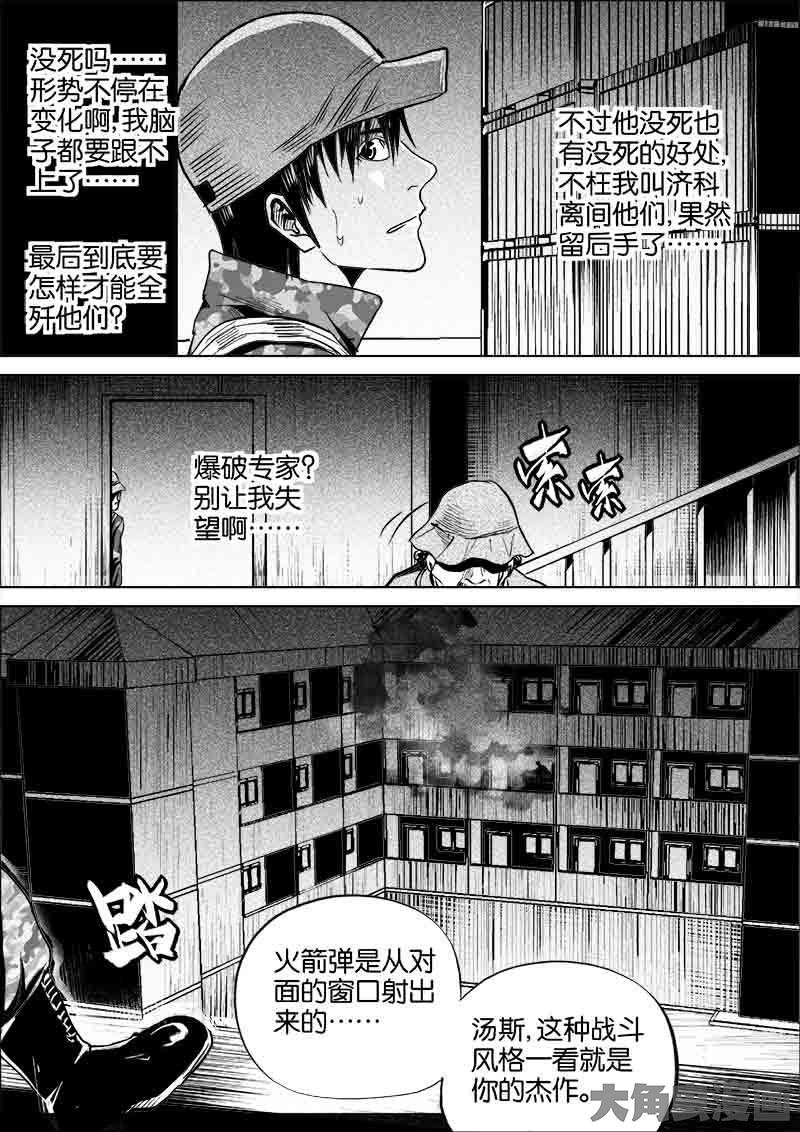 没死吗……
形势不停在
变化啊,我脑
子都要跟不
上了……
最后到底要
怎样才能全
歼他们?
不过他没死也
有没死的好处,
不枉我叫济科
离间他们,果然
留后手了……
爆破专家?
别让我失
望啊……
索
索
踏
火箭弹是从对
面的窗口射出
来的……
汤斯,这种战斗
风格一看就是
你的杰作。